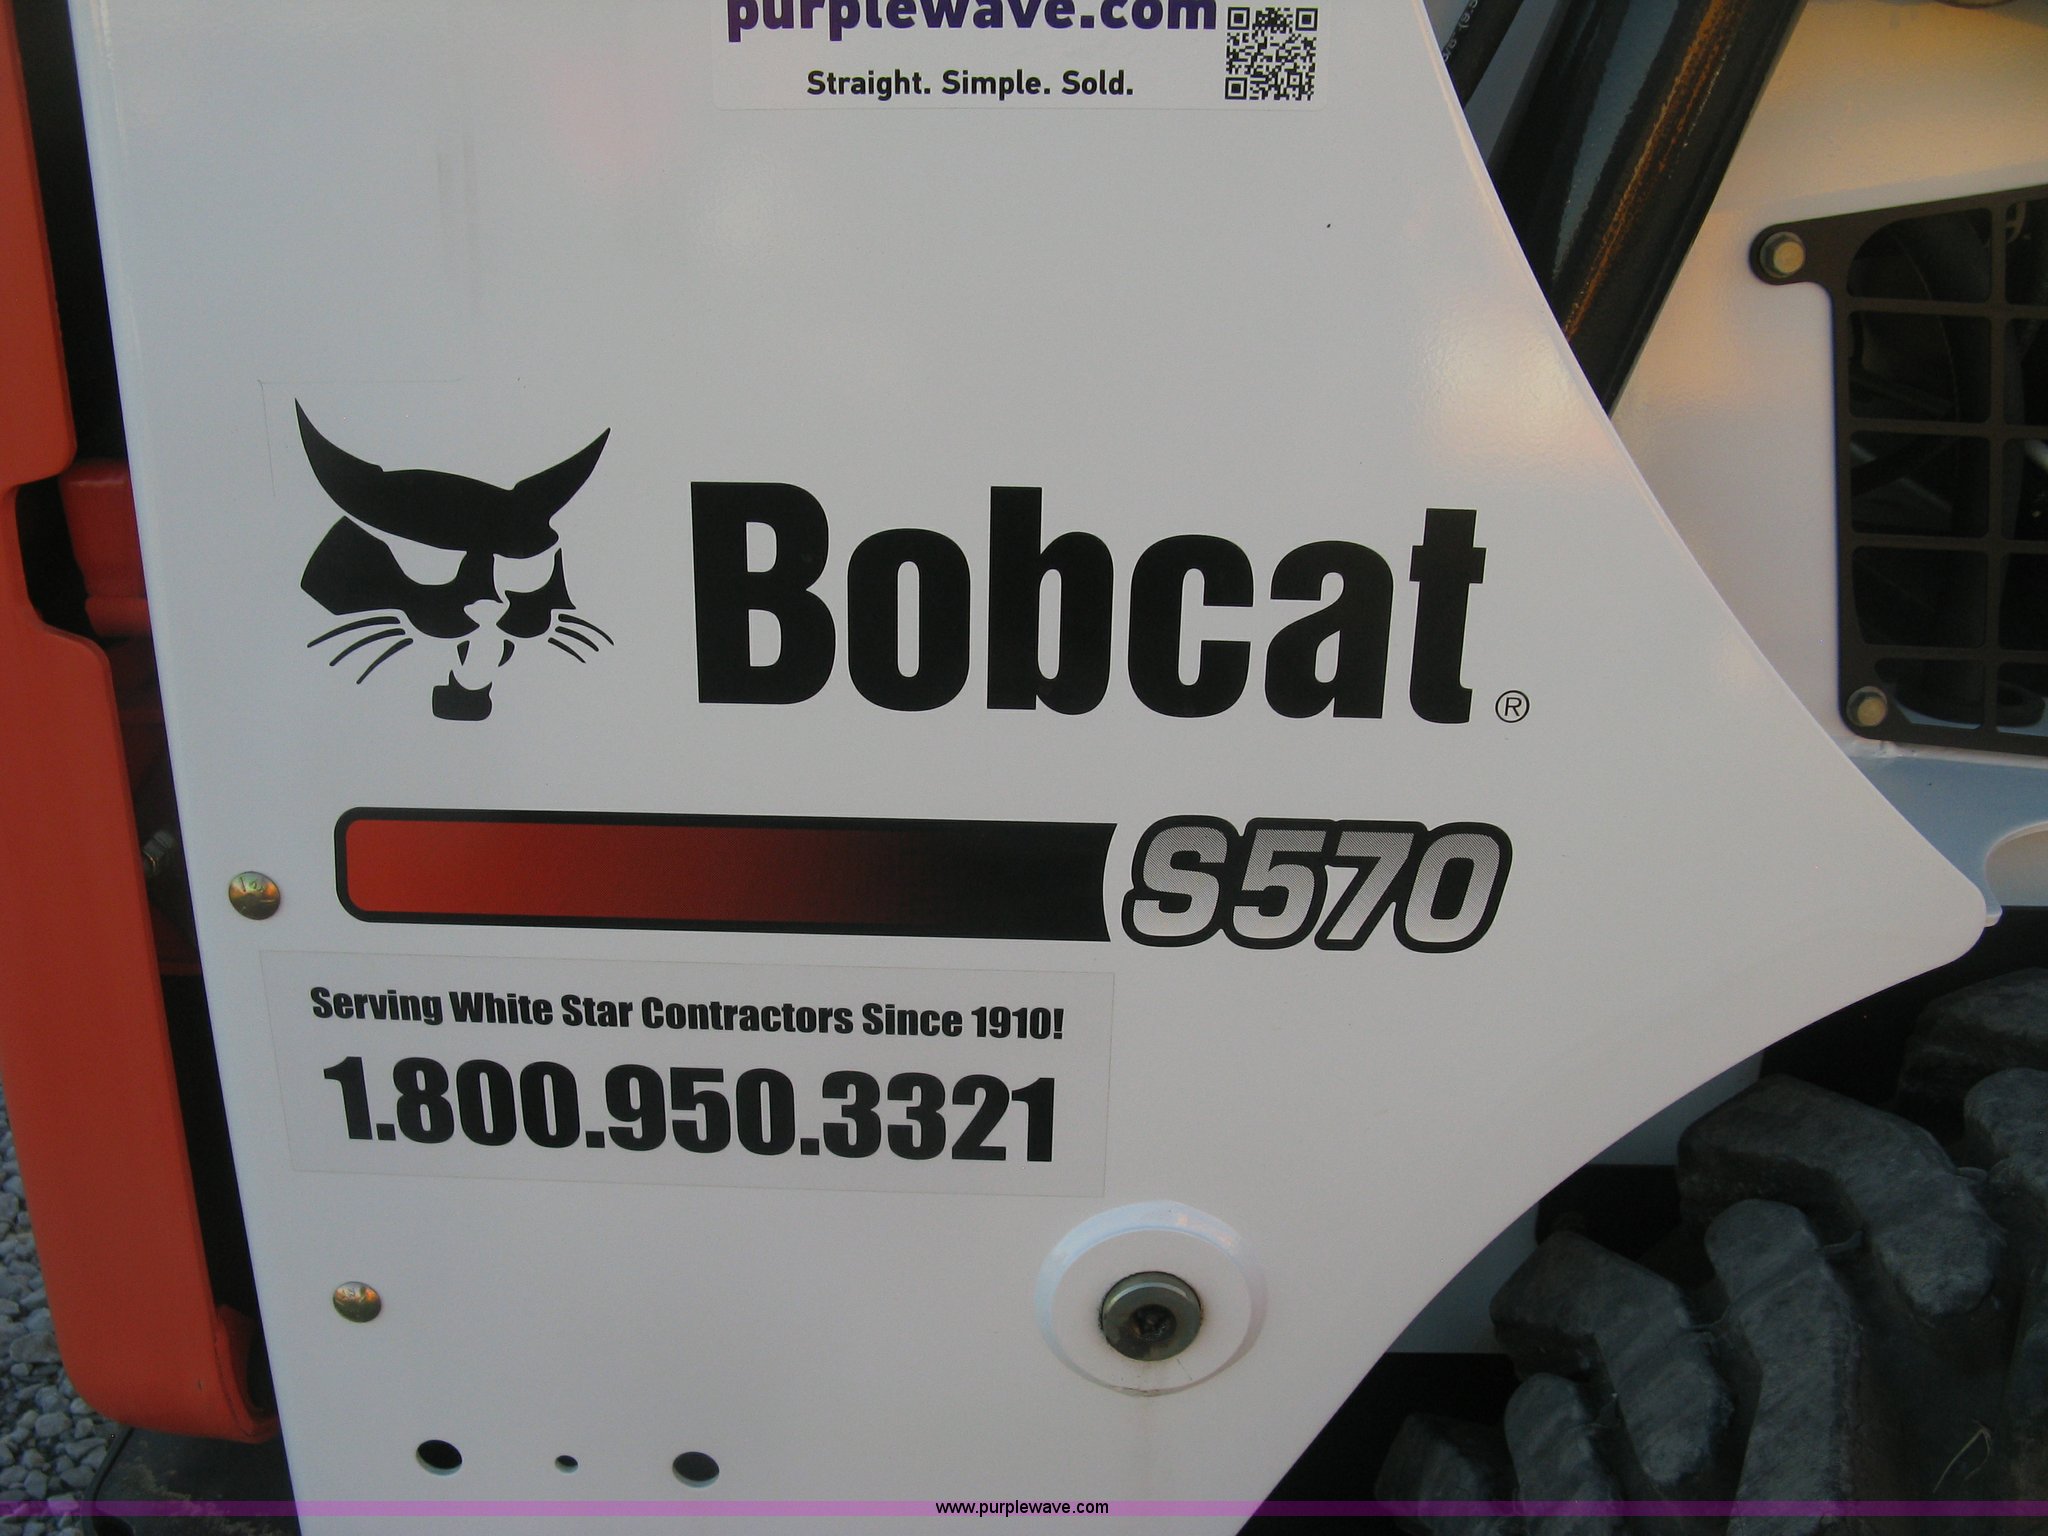 purplewave.com
Straight. Simple. Sold.
Bobcat®
S570
Serving White Star Contractors Since 1910!
1.800.950.3321
www.purplewave.com